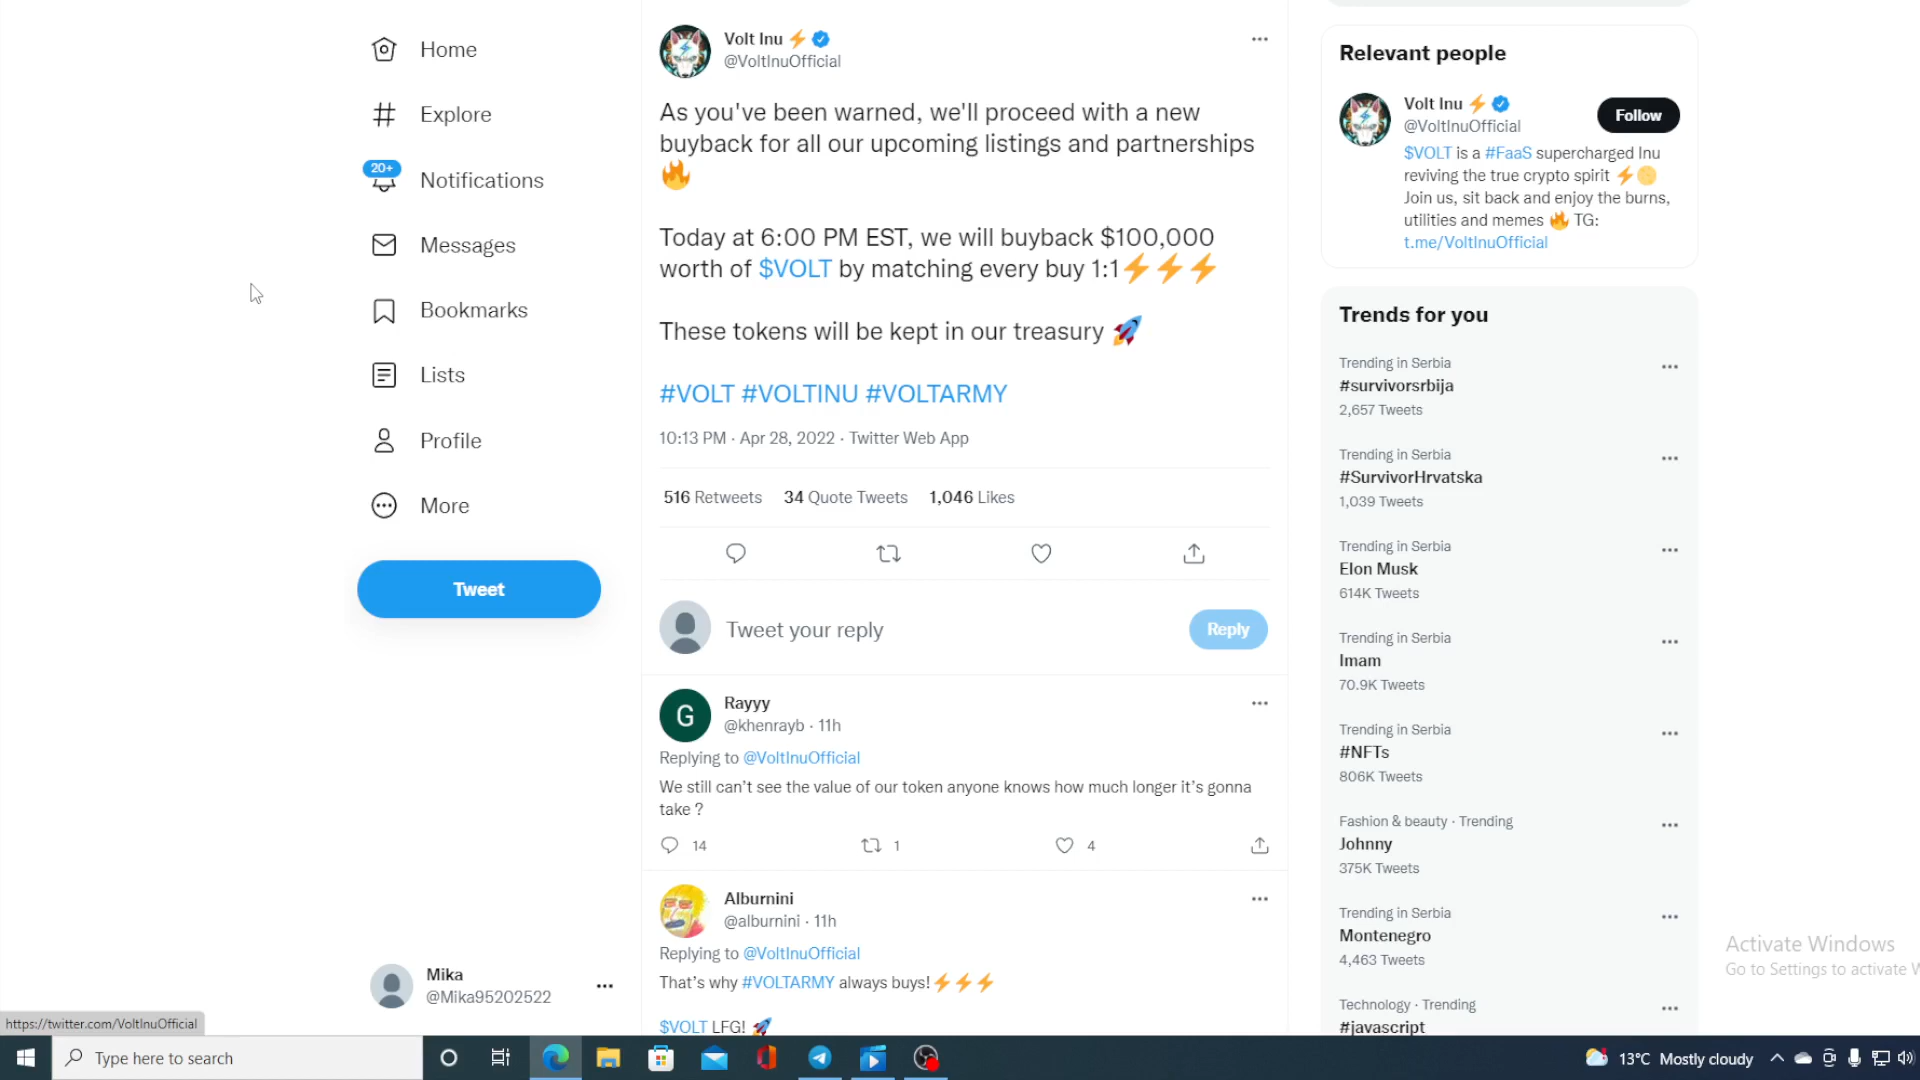 Home
Explore
20+
Notifications
Messages
Bookmarks
Lists
Profile
More
Tweet
Mika
@Mika95202522
https://twitter.com/VoltInuOfficial
Volt Inu ⚡
@VoltInuOfficial
As you've been warned, we'll proceed with a new
buyback for all our upcoming listings and partnerships
🔥
Today at 6:00 PM EST, we will buyback $100,000
worth of $VOLT by matching every buy 1:1⚡⚡⚡
These tokens will be kept in our treasury 🚀
#VOLT #VOLTINU #VOLTARMY
10:13 PM · Apr 28, 2022 · Twitter Web App
516 Retweets 34 Quote Tweets 1,046 Likes
Tweet your reply
Reply
G
Rayyy
@khenrayb · 11h
Replying to @VoltInuOfficial
We still can’t see the value of our token anyone knows how much longer it’s gonna
take ?
14 1 4
Alburnini
@alburnini · 11h
Replying to @VoltInuOfficial
That’s why #VOLTARMY always buys!⚡⚡⚡
$VOLT LFG! 🚀
Relevant people
Volt Inu ⚡
@VoltInuOfficial
Follow
$VOLT is a #FaaS supercharged Inu
reviving the true crypto spirit ⚡🌕
Join us, sit back and enjoy the burns,
utilities and memes 🔥 TG:
t.me/VoltInuOfficial
Trends for you
Trending in Serbia
#survivorsrbija
2,657 Tweets
Trending in Serbia
#SurvivorHrvatska
1,039 Tweets
Trending in Serbia
Elon Musk
614K Tweets
Trending in Serbia
Imam
70.9K Tweets
Trending in Serbia
#NFTs
806K Tweets
Fashion & beauty · Trending
Johnny
375K Tweets
Trending in Serbia
Montenegro
4,463 Tweets
Technology · Trending
#javascript
Activate Windows
Go to Settings to activate W
Type here to search
13°C Mostly cloudy